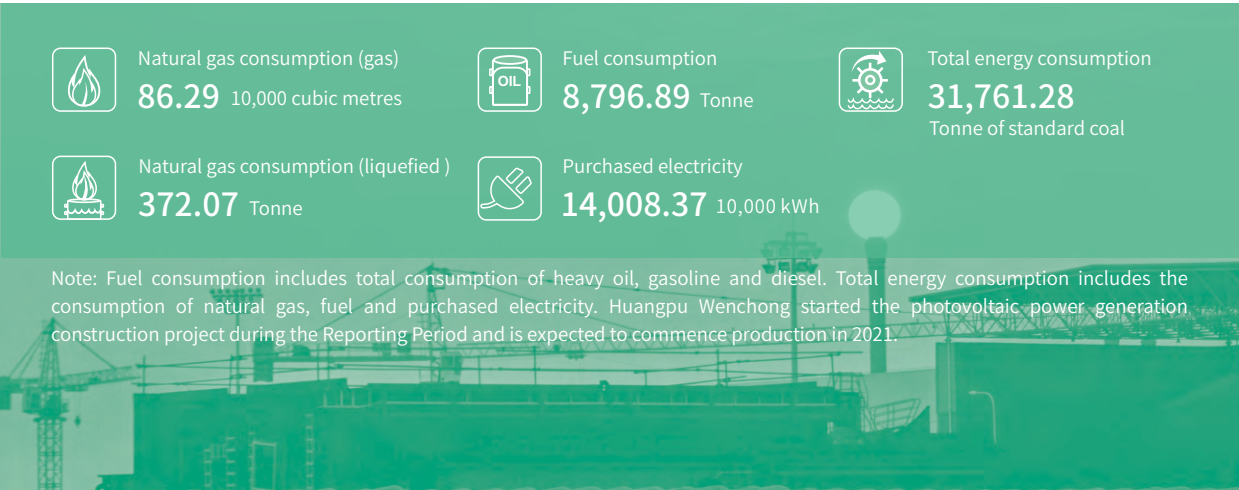 Natural gas consumption (gas)
86.29 10,000 cubic metres
Fuel consumption
8,796.89 Tonne
OIL
Total energy consumption
31,761.28
Tonne of standard coal
Natural gas consumption (liquefied )
372.07 Tonne
Purchased electricity
14,008.37 10,000 kWh
Note: Fuel consumption includes total consumption of heavy oil, gasoline and diesel. Total energy consumption includes the
consumption of natural gas, fuel and purchased electricity. Huangpu Wenchong started the photovoltaic power generation
construction project during the Reporting Period and is expected to commence production in 2021.